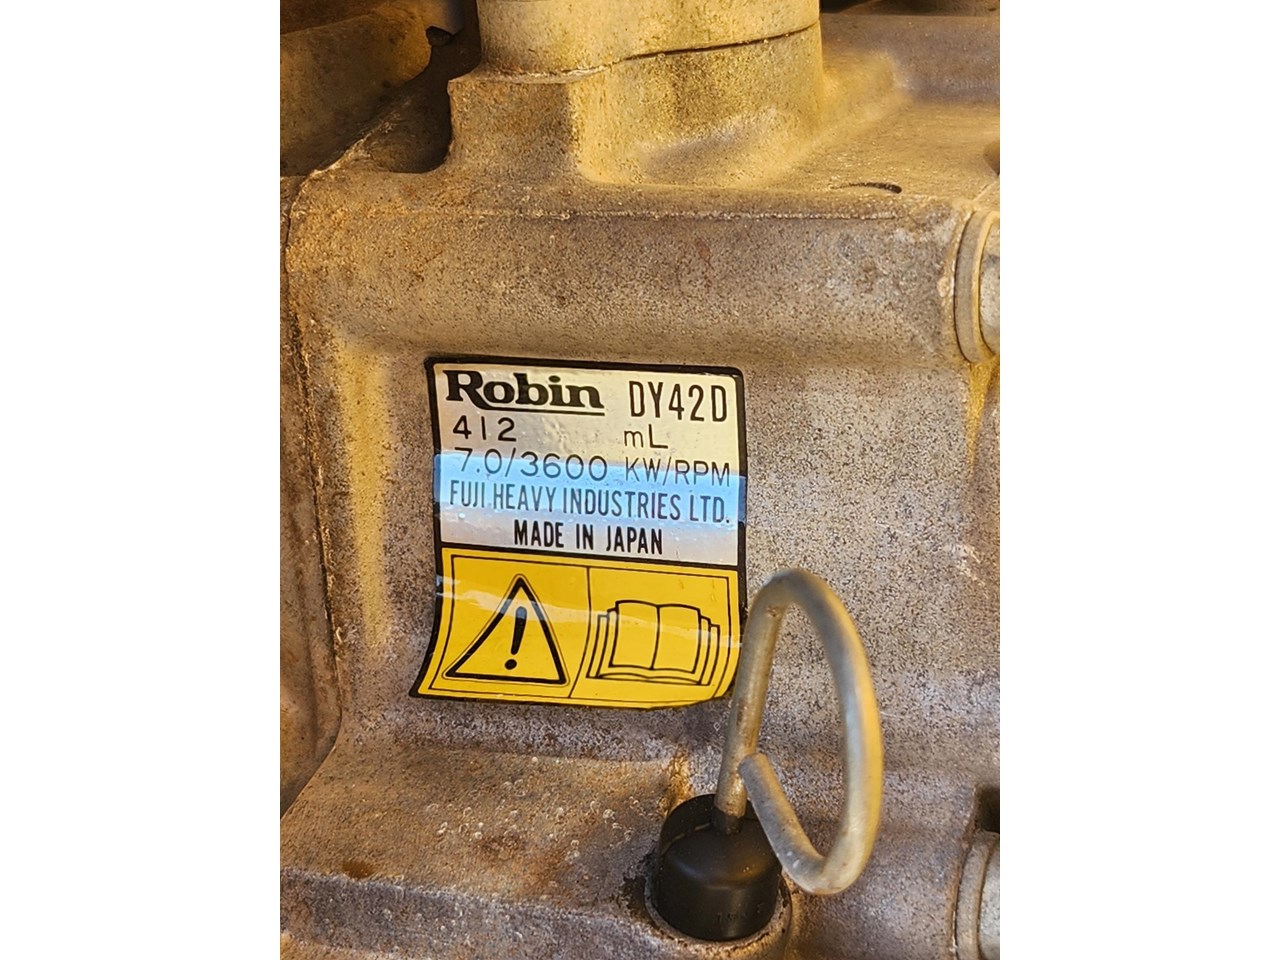 Robin DY42D
412 mL
7.0/3600 KW/RPM
FUJI HEAVY INDUSTRIES LTD.
MADE IN JAPAN